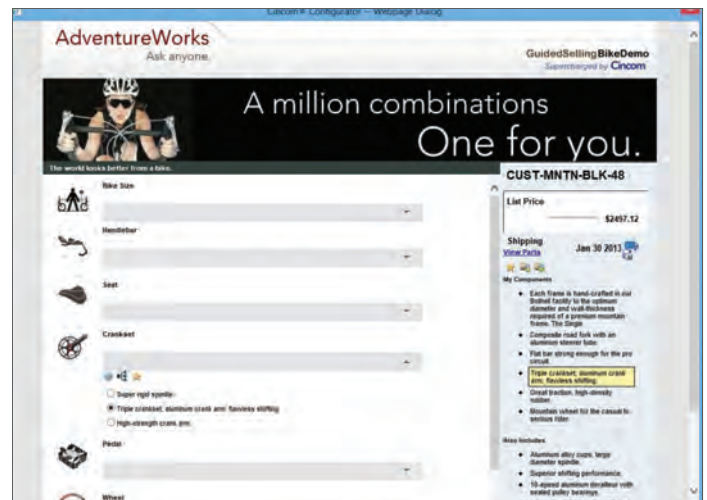 Cincom® Configurator -- Webpage Dialog
AdventureWorks
Ask anyone.
GuidedSellingBikeDemo
Supercharged by Cincom
A million combinations
One for you.
The world looks better from a bike.
CUST-MNTN-BLK-48
Bike Size
Handlebar
Seat
Crankset
Super rigid spindle
Triple crankset; aluminum crank arm; flawless shifting
High-strength crank arm
Pedal
Wheel
List Price
$2497.12
Shipping
Jan 30 2013
View Parts
My Components
Each frame is hand-crafted in our
Bothell facility to the optimum
diameter and wall-thickness
required of a premium mountain
frame. The Single
Composite road fork with an
aluminum steerer tube.
Flat bar strong enough for the pro
circuit.
Triple crankset; aluminum crank
arm; flawless shifting.
Great traction, high-density
rubber.
Mountain wheel for the casual to
serious rider.
Also Includes
Aluminum alloy cups, large
diameter spindle.
Superior shifting performance.
10-speed aluminum derailleur with
sealed pulley bearings.